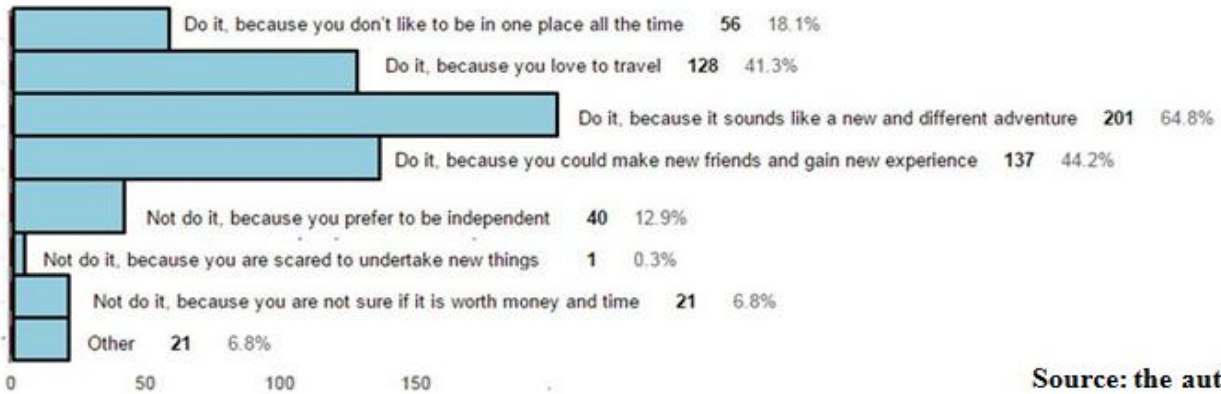 Do it, because you don't like to be in one place all the time 56 18.1%
Do it, because you love to travel 128 41.3%
Do it, because it sounds like a new and different adventure 201 64.8%
Do it, because you could make new friends and gain new experience 137 44.2%
Not do it, because you prefer to be independent 40 12.9%
Not do it, because you are scared to undertake new things 1 0.3%
Not do it, because you are not sure if it is worth money and time 21 6.8%
Other 21 6.8%
0 50 100 150
Source: the aut